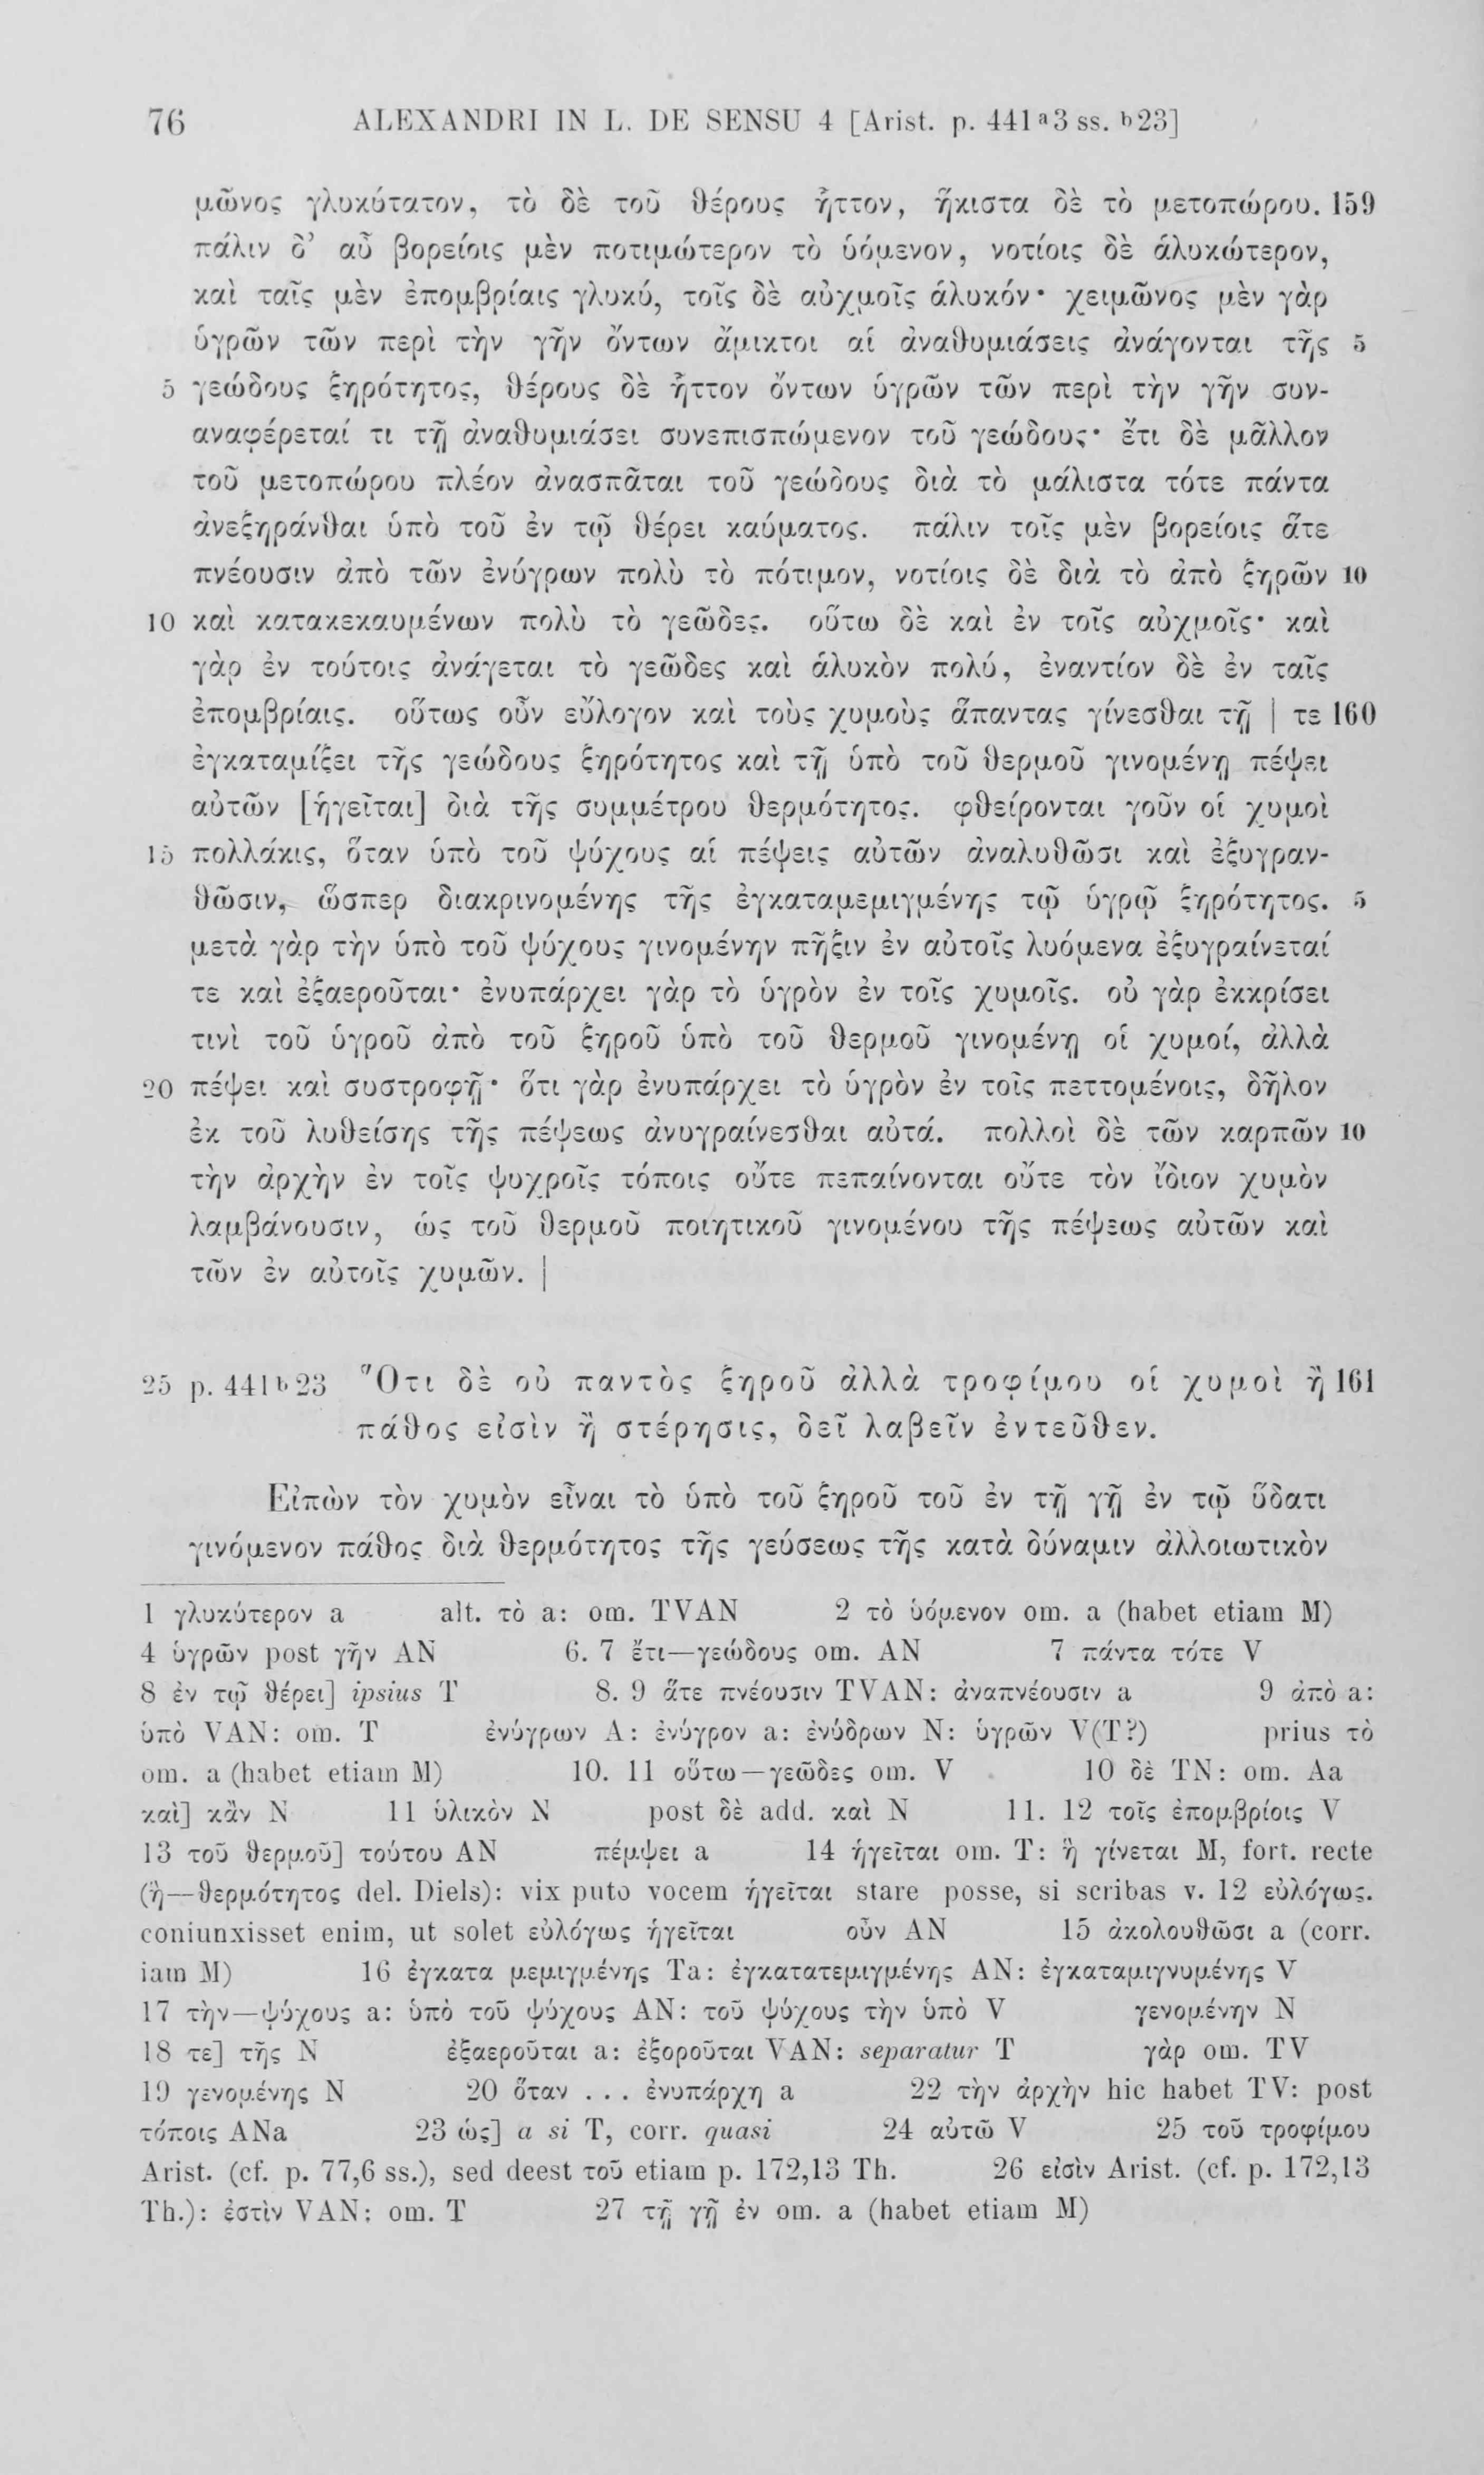 76 ALEXANDRI IN L. DE SENSU 4 [Arist. p. 441 a 3 ss. b 23]
μῶνος γλυκύτατον, τὸ δὲ τοῦ θέρους ἧττον, ἥκιστα δὲ τὸ μετοπώρου. 159
πάλιν δ’ αὖ βορείοις μὲν ποτιμώτερον τὸ ὑόμενον, νοτίοις δὲ ἁλυκώτερον,
καὶ ταῖς μὲν ἐπομβρίαις γλυκύ, τοῖς δὲ αὐχμοῖς ἁλυκόν· χειμῶνος μὲν γὰρ
ὑγρῶν τῶν περὶ τὴν γῆν ὄντων ἄμικτοι αἱ ἀναθυμιάσεις ἀνάγονται τῆς 5
5 γεώδους ξηρότητος, θέρους δὲ ἧττον ὄντων ὑγρῶν τῶν περὶ τὴν γῆν συν-
αναφέρεταί τι τῇ ἀναθυμιάσει συνεπισπώμενον τοῦ γεώδους· ἔτι δὲ μᾶλλον
τοῦ μετοπώρου πλέον ἀνασπᾶται τοῦ γεώδους διὰ τὸ μάλιστα τότε πάντα
ἀνεξηράνθαι ὑπὸ τοῦ ἐν τῷ θέρει καύματος. πάλιν τοῖς μὲν βορείοις ἅτε
πνέουσιν ἀπὸ τῶν ἐνύγρων πολὺ τὸ πότιμον, νοτίοις δὲ διὰ τὸ ἀπὸ ξηρῶν 10
10 καὶ κατακεκαυμένων πολὺ τὸ γεῶδες. οὕτω δὲ καὶ ἐν τοῖς αὐχμοῖς· καὶ
γὰρ ἐν τούτοις ἀνάγεται τὸ γεῶδες καὶ ἁλυκὸν πολύ, ἐναντίον δὲ ἐν ταῖς
ἐπομβρίαις. οὕτως οὖν εὔλογον καὶ τοὺς χυμοὺς ἅπαντας γίνεσθαι τῇ | τε 160
ἐγκαταμίξει τῆς γεώδους ξηρότητος καὶ τῇ ὑπὸ τοῦ θερμοῦ γινομένῃ πέψει
αὐτῶν [ἡγεῖται] διὰ τῆς συμμέτρου θερμότητος. φθείρονται γοῦν οἱ χυμοὶ
15 πολλάκις, ὅταν ὑπὸ τοῦ ψύχους αἱ πέψεις αὐτῶν ἀναλυθῶσι καὶ ἐξυγραν-
θῶσιν, ὥσπερ διακρινομένης τῆς ἐγκαταμεμιγμένης τῷ ὑγρῷ ξηρότητος. 5
μετὰ γὰρ τὴν ὑπὸ τοῦ ψύχους γινομένην πῆξιν ἐν αὐτοῖς λυόμενα ἐξυγραίνεταί
τε καὶ ἐξαεροῦται· ἐνυπάρχει γὰρ τὸ ὑγρὸν ἐν τοῖς χυμοῖς. οὐ γὰρ ἐκκρίσει
τινὶ τοῦ ὑγροῦ ἀπὸ τοῦ ξηροῦ ὑπὸ τοῦ θερμοῦ γινομένῃ οἱ χυμοί, ἀλλὰ
20 πέψει καὶ συστροφῇ· ὅτι γὰρ ἐνυπάρχει τὸ ὑγρὸν ἐν τοῖς πεττομένοις, δῆλον
ἐκ τοῦ λυθείσης τῆς πέψεως ἀνυγραίνεσθαι αὐτά. πολλοὶ δὲ τῶν καρπῶν 10
τὴν ἀρχὴν ἐν τοῖς ψυχροῖς τόποις οὔτε πεπαίνονται οὔτε τὸν ἴδιον χυμὸν
λαμβάνουσιν, ὡς τοῦ θερμοῦ ποιητικοῦ γινομένου τῆς πέψεως αὐτῶν καὶ
τῶν ἐν αὐτοῖς χυμῶν. |
25 p. 441 b 23 Ὅτι δὲ οὐ παντὸς ξηροῦ ἀλλὰ τροφίμου οἱ χυμοὶ ἢ 161
πάθος εἰσὶν ἢ στέρησις, δεῖ λαβεῖν ἐντεῦθεν.
Εἰπὼν τὸν χυμὸν εἶναι τὸ ὑπὸ τοῦ ξηροῦ τοῦ ἐν τῇ γῇ ἐν τῷ ὕδατι
γινόμενον πάθος διὰ θερμότητος τῆς γεύσεως τῆς κατὰ δύναμιν ἀλλοιωτικὸν
1 γλυκύτερον a alt. τὸ a: om. TVAN 2 τὸ ὑόμενον om. a (habet etiam M)
4 ὑγρῶν post γῆν AN 6. 7 ἔτι—γεώδους om. AN 7 πάντα τότε V
8 ἐν τῷ θέρει] ipsius T 8. 9 ἅτε πνέουσιν TVAN: ἀναπνέουσιν a 9 ἀπὸ a:
ὑπὸ VAN: om. T ἐνύγρων A: ἐνύγρον a: ἐνύδρων N: ὑγρῶν V(T?) prius τὸ
om. a (habet etiam M) 10. 11 οὕτω—γεῶδες om. V 10 δὲ TN: om. Aa
καὶ] κἂν N 11 ὑλικὸν N post δὲ add. καὶ N 11. 12 τοῖς ἐπομβρίοις V
13 τοῦ θερμοῦ] τούτου AN πέμψει a 14 ἡγεῖται om. T: ἢ γίνεται M, fort. recte
(ἢ—θερμότητος del. Diels): vix puto vocem ἡγεῖται stare posse, si scribas v. 12 εὐλόγως.
coniunxisset enim, ut solet εὐλόγως ἡγεῖται οὖν AN 15 ἀκολουθῶσι a (corr.
iam M) 16 ἐγκατα μεμιγμένης Ta: ἐγκατατεμιγμένης AN: ἐγκαταμιγνυμένης V
17 τὴν—ψύχους a: ὑπὸ τοῦ ψύχους AN: τοῦ ψύχους τὴν ὑπὸ V γενομένην N
18 τε] τῆς N ἐξαεροῦται a: ἐξοροῦται VAN: separatur T γὰρ om. TV
19 γενομένης N 20 ὅταν . . . ἐνυπάρχῃ a 22 τὴν ἀρχὴν hic habet TV: post
τόποις ANa 23 ὡς] a si T, corr. quasi 24 αὐτῶ V 25 τοῦ τροφίμου
Arist. (cf. p. 77,6 ss.), sed deest τοῦ etiam p. 172,13 Th. 26 εἰσὶν Arist. (cf. p. 172,13
Th.): ἐστὶν VAN: om. T 27 τῇ γῇ ἐν om. a (habet etiam M)